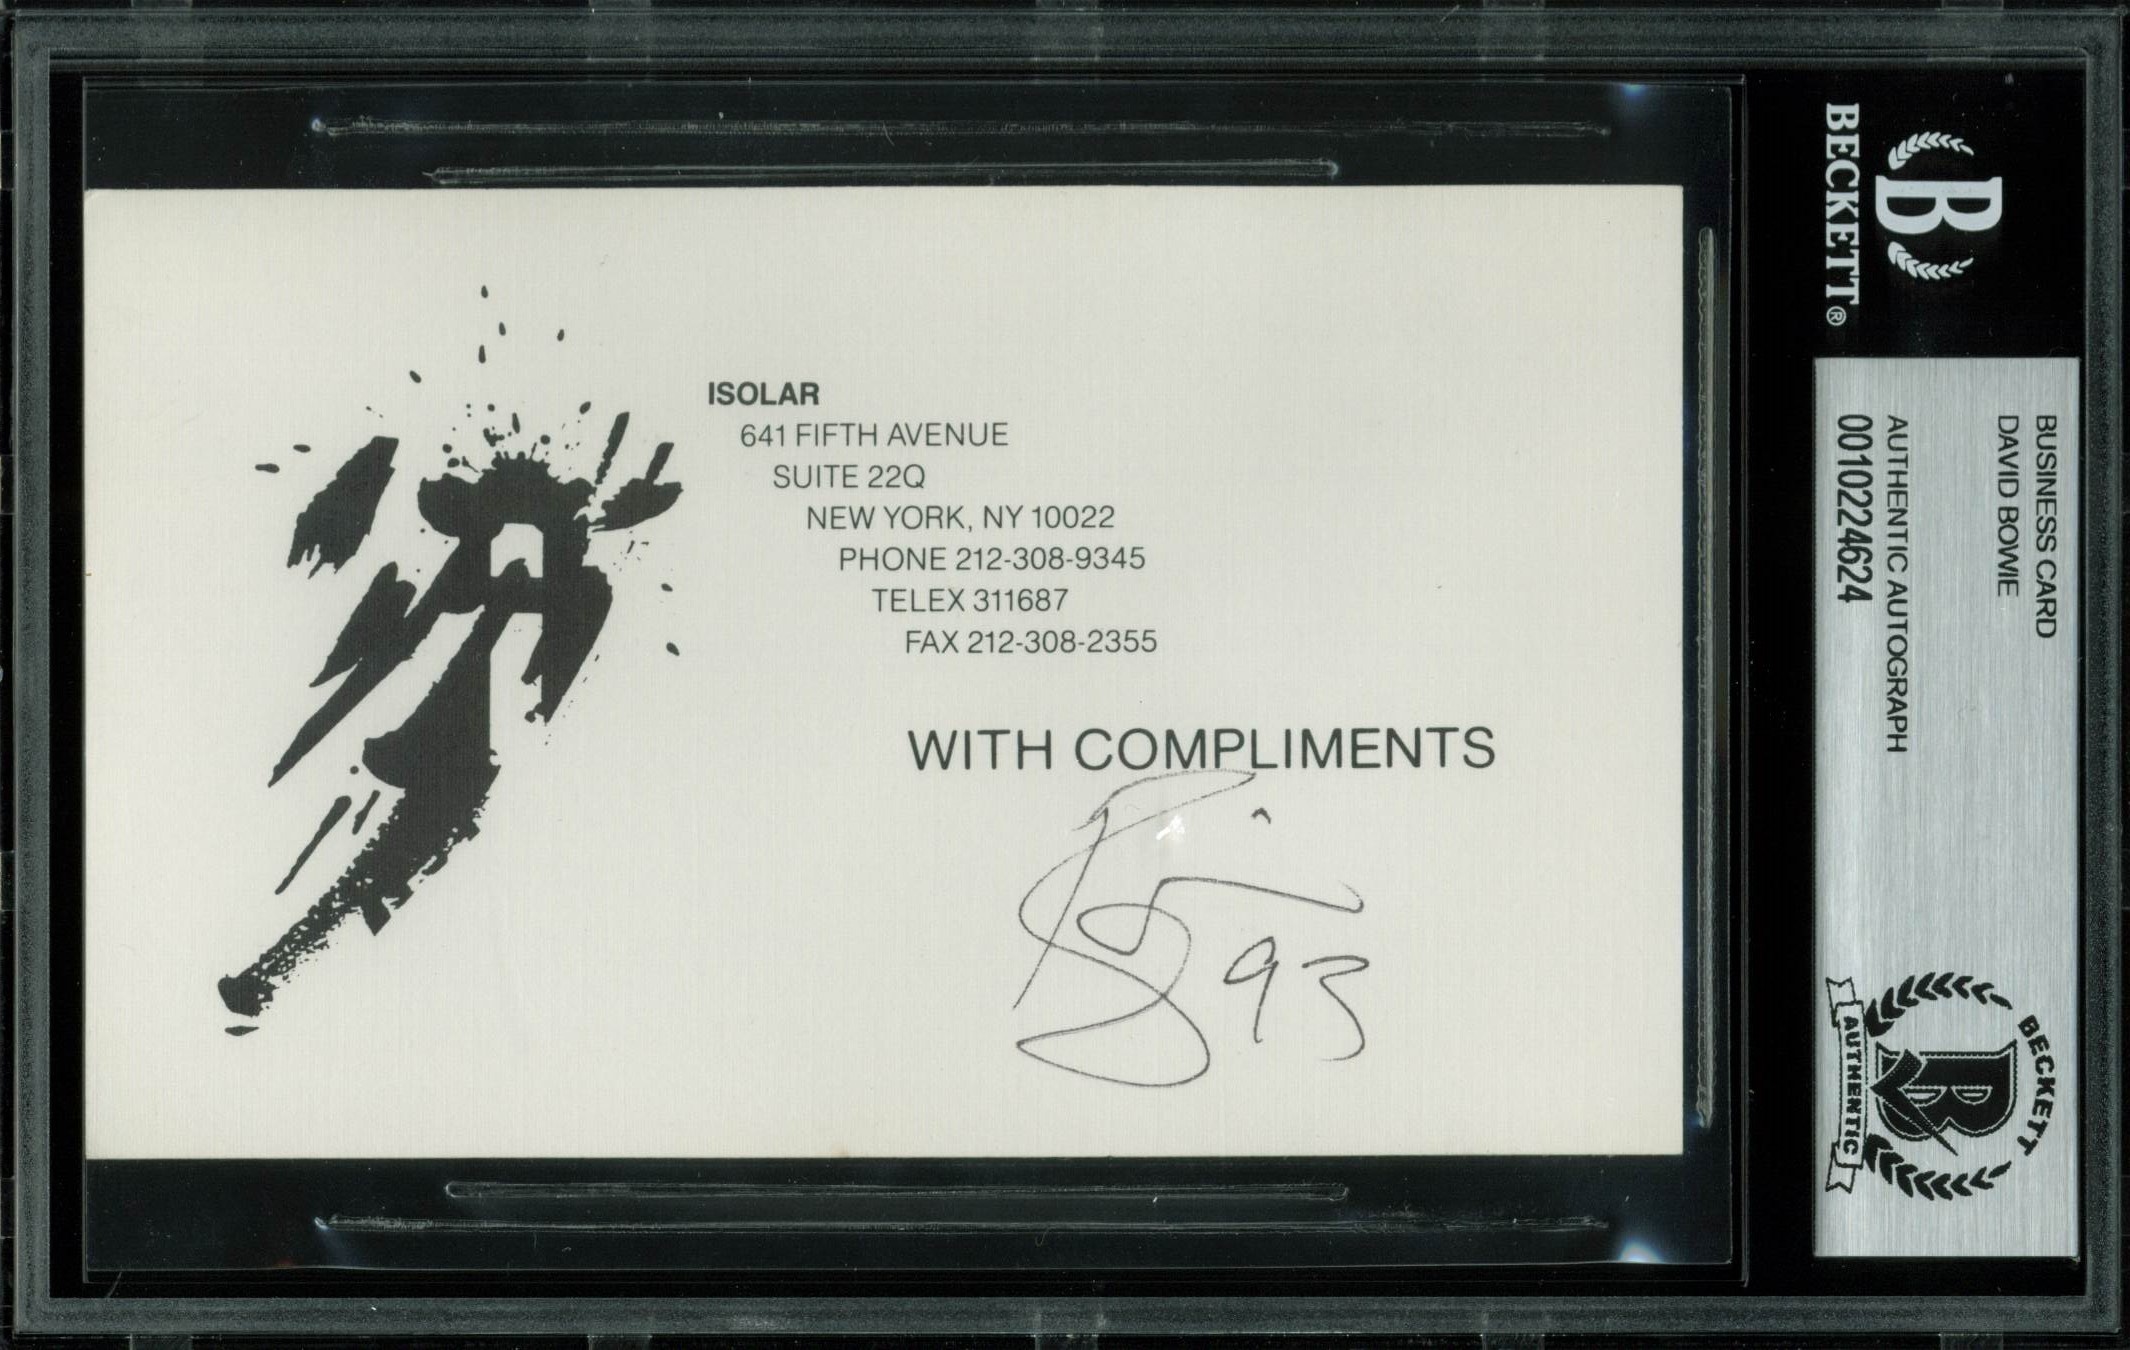 ISOLAR
641 FIFTH AVENUE
SUITE 22Q
NEW YORK, NY 10022
PHONE 212-308-9345
TELEX 311687
FAX 212-308-2355
WITH COMPLIMENTS
93
B
BECKETT®
BUSINESS CARD
DAVID BOWIE
AUTHENTIC AUTOGRAPH
0010224624
BECKETT
B
AUTHENTIC